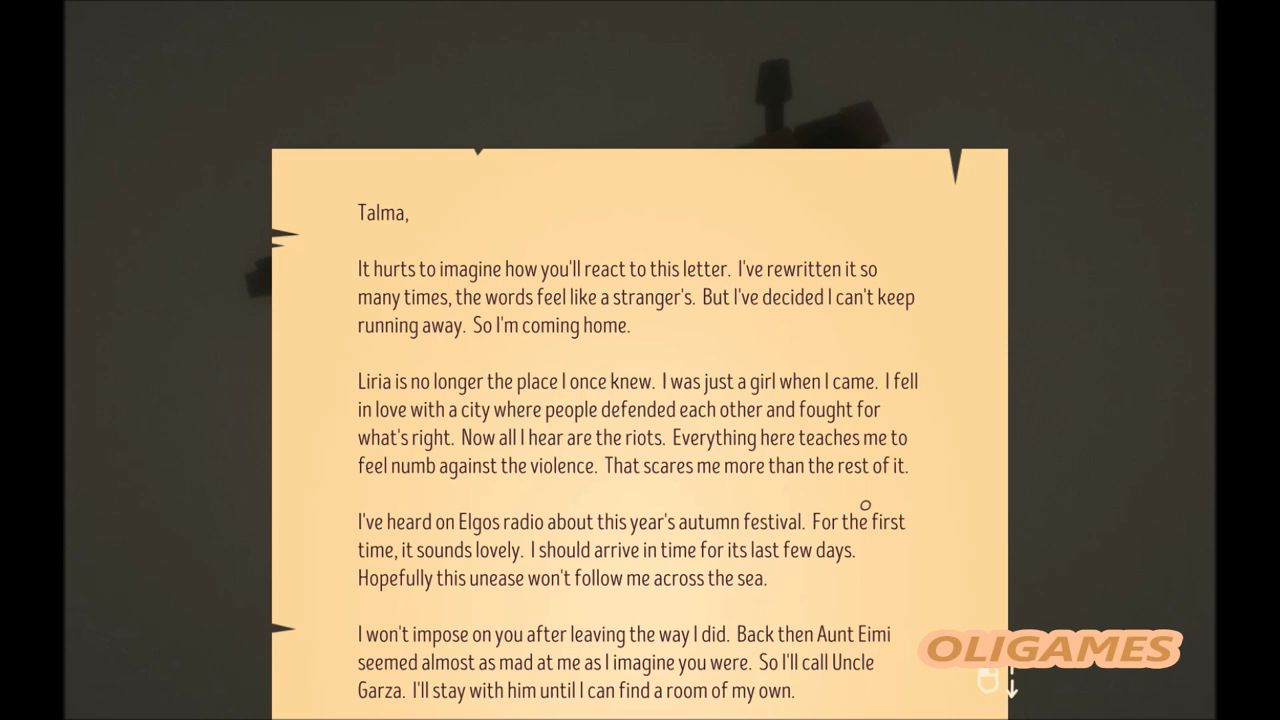 Talma,
It hurts to imagine how you'll react to this letter. I've rewritten it so
many times, the words feel like a stranger's. But I've decided I can't keep
running away. So I'm coming home.
Liria is no longer the place I once knew. I was just a girl when I came. I fell
in love with a city where people defended each other and fought for
what's right. Now all I hear are the riots. Everything here teaches me to
feel numb against the violence. That scares me more than the rest of it.
I've heard on Elgos radio about this year's autumn festival. For the first
time, it sounds lovely. I should arrive in time for its last few days.
Hopefully this unease won't follow me across the sea.
I won't impose on you after leaving the way I did. Back then Aunt Eimi
seemed almost as mad at me as I imagine you were. So I'll call Uncle
Garza. I'll stay with him until I can find a room of my own.
OLIGAMES